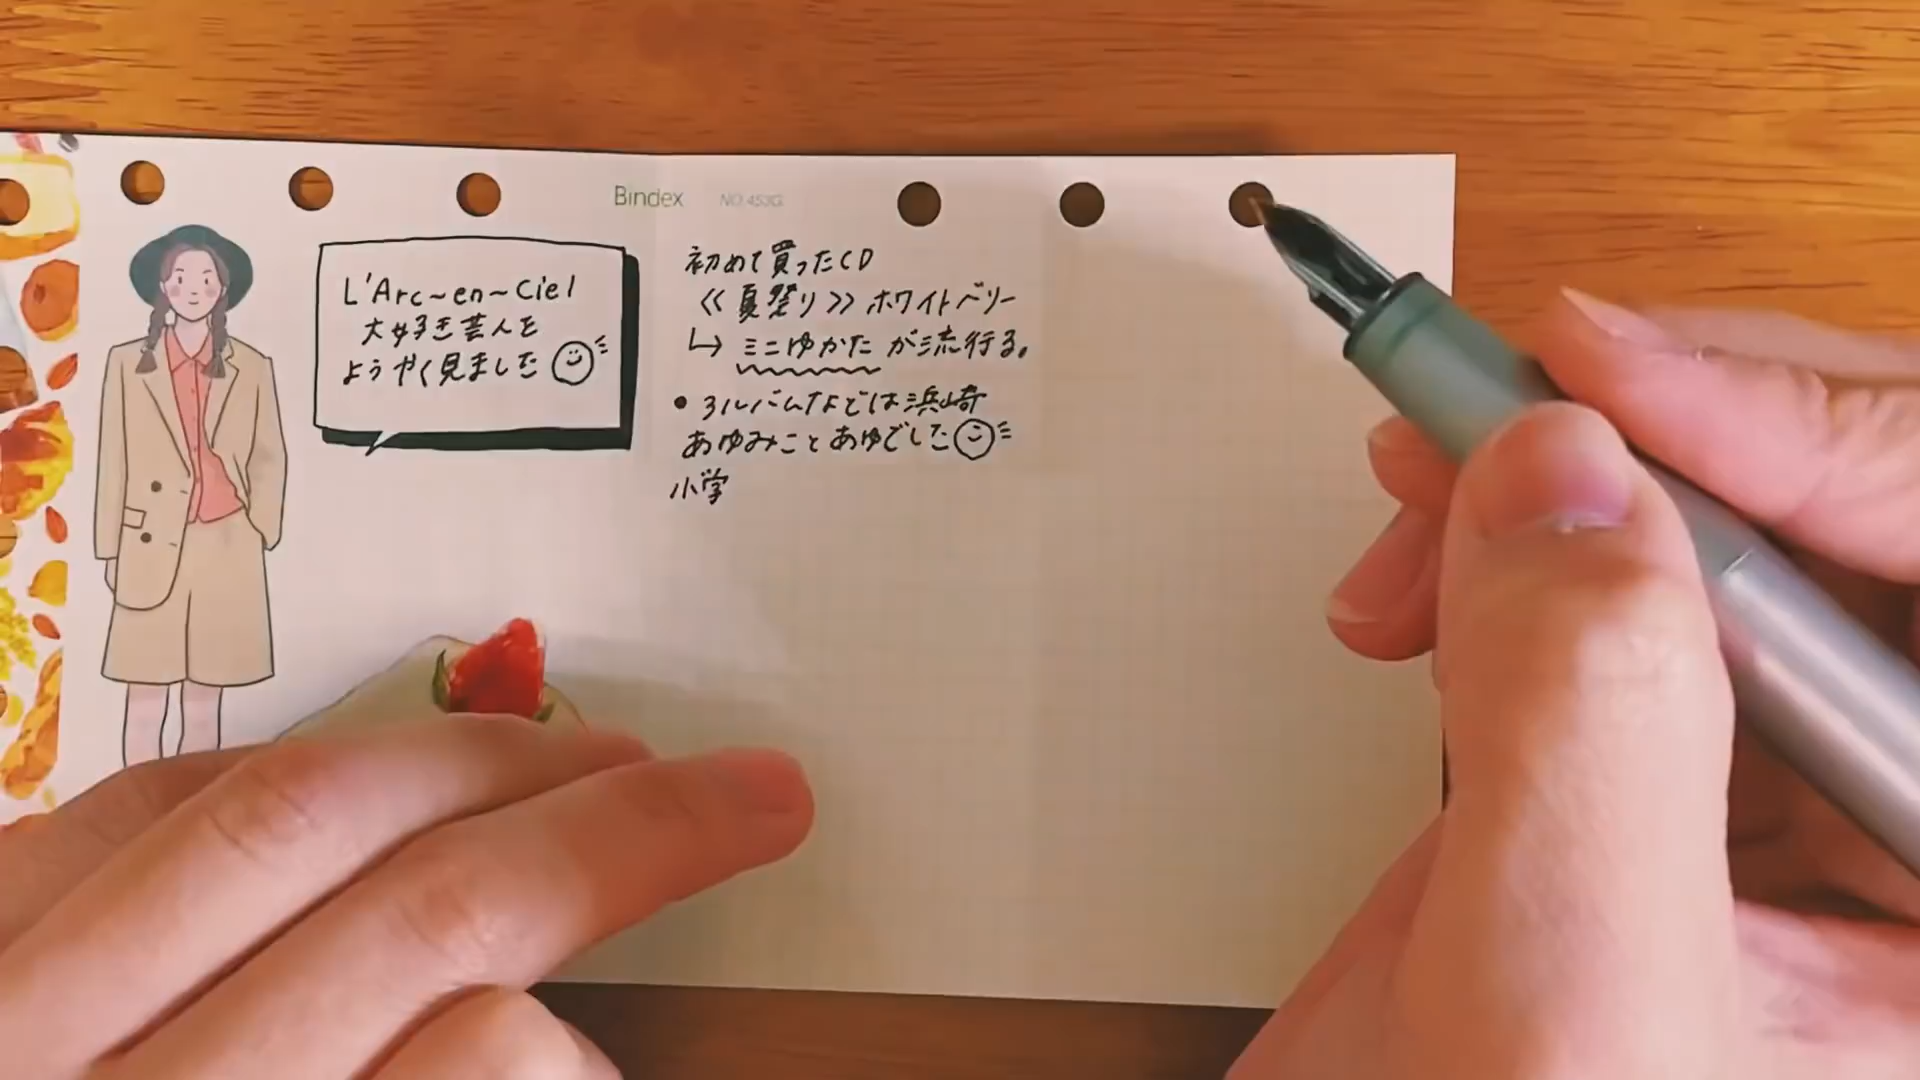 Bindex NO.453G
L'Arc~en~Ciel
大好き芸人を
ようやく見ました
初めて買ったCD
《夏祭り》ホワイトベリー
↳ミニゆかたが流行る。
• アルバムなどは浜崎
あゆみことあゆでした
小学